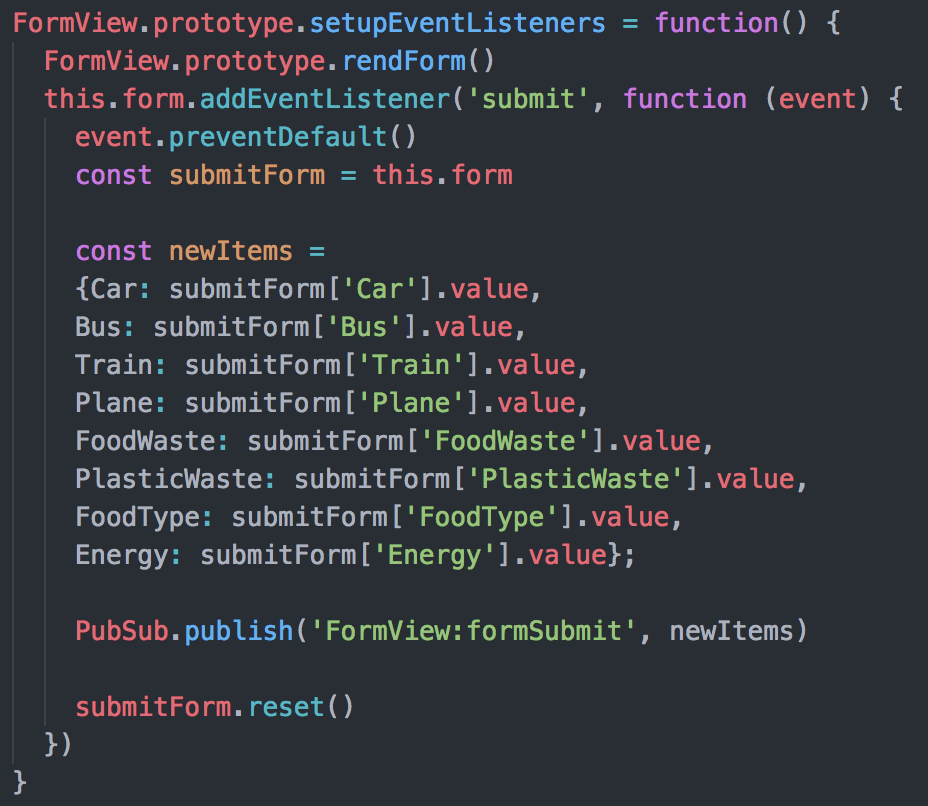 FormView.prototype.setupEventListeners = function() {
FormView.prototype.rendForm()
this.form.addEventListener('submit', function (event) {
event.preventDefault()
const submitForm = this.form
const newItems =
{Car: submitForm['Car'].value,
Bus: submitForm['Bus'].value,
Train: submitForm['Train'].value,
Plane: submitForm['Plane'].value,
FoodWaste: submitForm['FoodWaste'].value,
PlasticWaste: submitForm['PlasticWaste'].value,
FoodType: submitForm['FoodType'].value,
Energy: submitForm['Energy'].value};
PubSub.publish('FormView:formSubmit', newItems)
submitForm.reset()
})
}